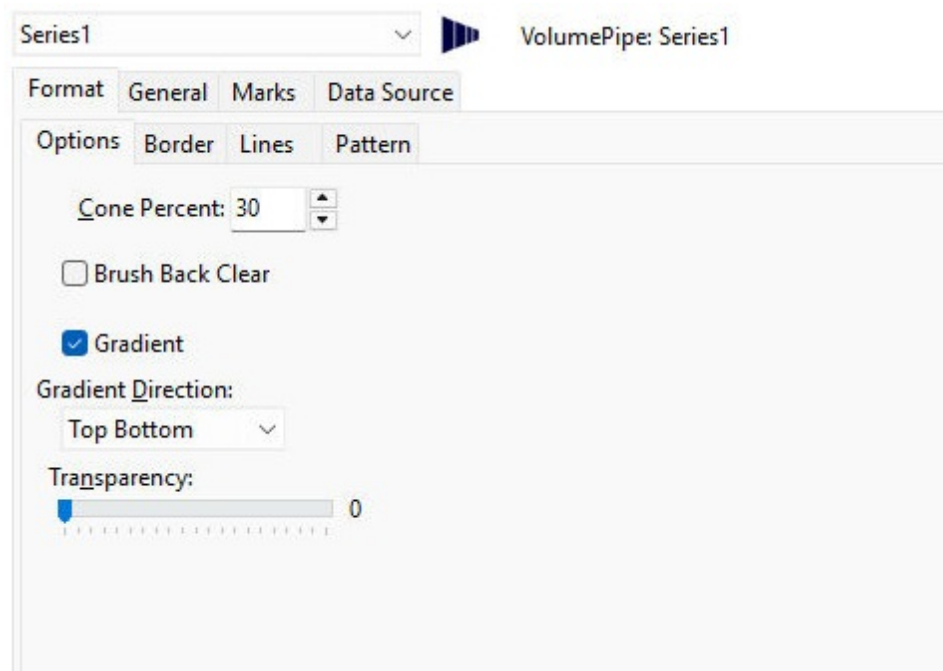 Series1
VolumePipe: Series1
Format General Marks Data Source
Options Border Lines Pattern
Cone Percent: 30
Brush Back Clear
Gradient
Gradient Direction:
Top Bottom
Transparency:
0